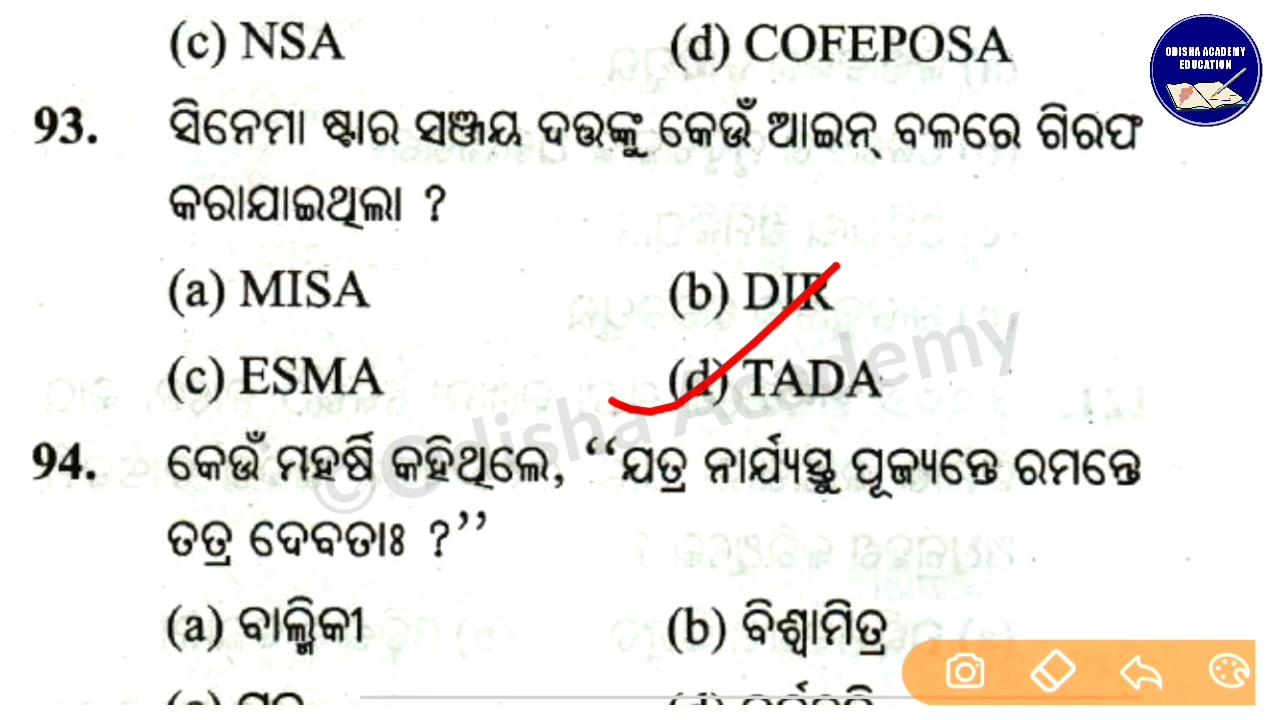 (c) NSA (d) COFEPOSA
ODISHA ACADEMY
EDUCATION
93. ସିନେମା ଷ୍ଟାର ସଞ୍ଜୟ ଦତ୍ତଙ୍କୁ କେଉଁ ଆଇନ୍ ବଳରେ ଗିରଫ
କରାଯାଇଥିଲା ?
(a) MISA (b) DIR
(c) ESMA (d) TADA
©Odisha Academy
94. କେଉଁ ମହର୍ଷି କହିଥିଲେ, ‘‘ଯତ୍ର ନାର୍ଯ୍ୟସ୍ତୁ ପୂଜ୍ୟନ୍ତେ ରମନ୍ତେ
ତତ୍ର ଦେବତାଃ ?’’
(a) ବାଲ୍ମିକୀ (b) ବିଶ୍ୱାମିତ୍ର